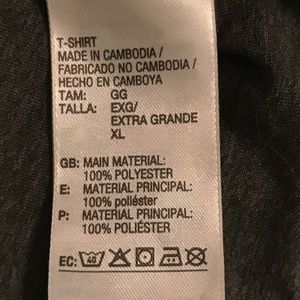 T-SHIRT
MADE IN CAMBODIA /
FABRICADO NO CAMBODIA /
HECHO EN CAMBOYA
TAM: GG
TALLA: EXG/
EXTRA GRANDE
XL
GB: MAIN MATERIAL:
100% POLYESTER
E: MATERIAL PRINCIPAL:
100% poliéster
P: MATERIAL PRINCIPAL:
100% POLIÉSTER
EC: 40